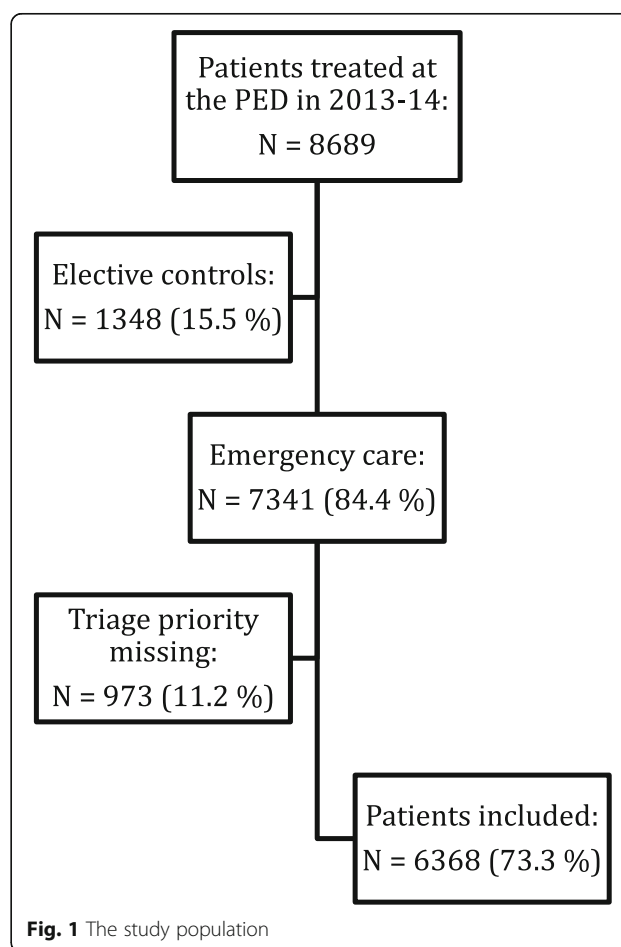 Patients treated at
the PED in 2013-14:
N = 8689
Elective controls:
N = 1348 (15.5 %)
Emergency care:
N = 7341 (84.4 %)
Triage priority
missing:
N = 973 (11.2 %)
Patients included:
N = 6368 (73.3 %)
Fig. 1 The study population